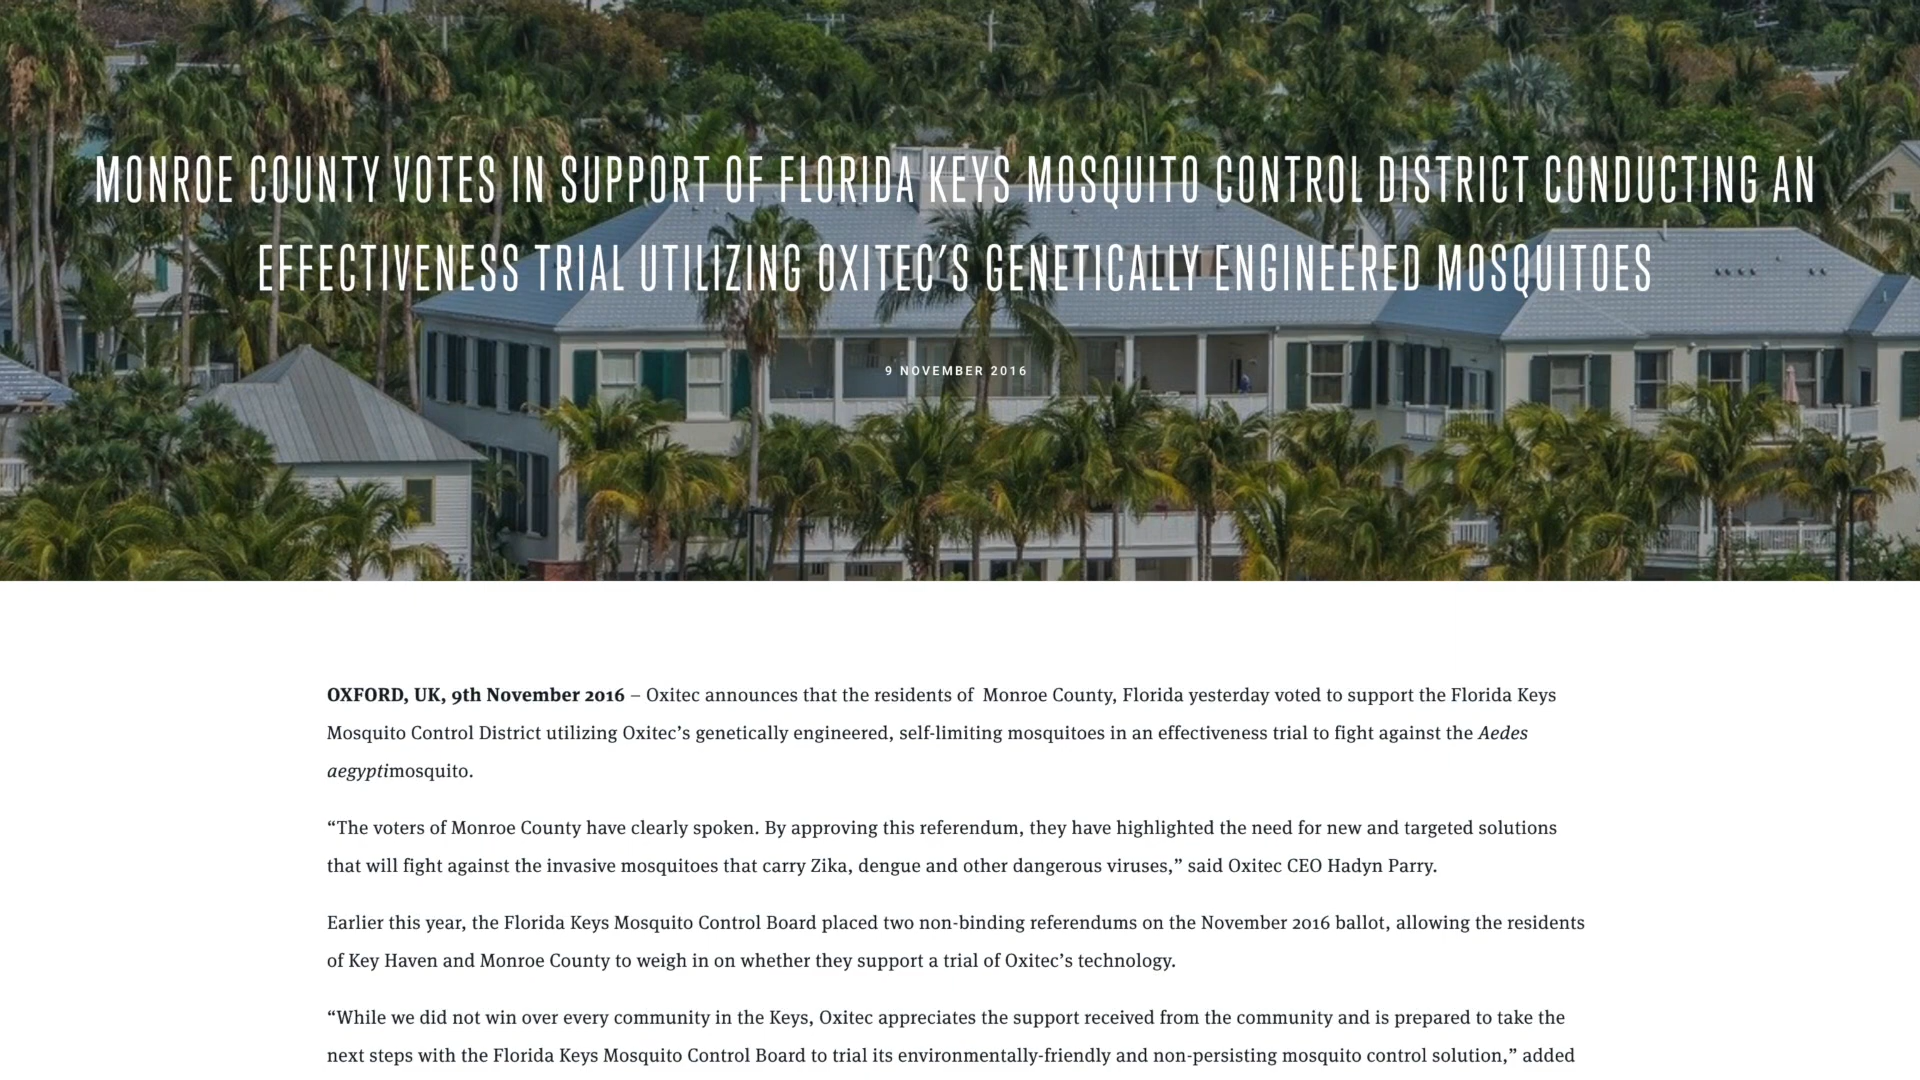 MONROE COUNTY VOTES IN SUPPORT OF FLORIDA KEYS MOSQUITO CONTROL DISTRICT CONDUCTING AN
EFFECTIVENESS TRIAL UTILIZING OXITEC’S GENETICALLY ENGINEERED MOSQUITOES
9 NOVEMBER 2016
OXFORD, UK, 9th November 2016 – Oxitec announces that the residents of  Monroe County, Florida yesterday voted to support the Florida Keys
Mosquito Control District utilizing Oxitec’s genetically engineered, self-limiting mosquitoes in an effectiveness trial to fight against the Aedes
aegyptimosquito.
“The voters of Monroe County have clearly spoken. By approving this referendum, they have highlighted the need for new and targeted solutions
that will fight against the invasive mosquitoes that carry Zika, dengue and other dangerous viruses,” said Oxitec CEO Hadyn Parry.
Earlier this year, the Florida Keys Mosquito Control Board placed two non-binding referendums on the November 2016 ballot, allowing the residents
of Key Haven and Monroe County to weigh in on whether they support a trial of Oxitec’s technology.
“While we did not win over every community in the Keys, Oxitec appreciates the support received from the community and is prepared to take the
next steps with the Florida Keys Mosquito Control Board to trial its environmentally-friendly and non-persisting mosquito control solution,” added